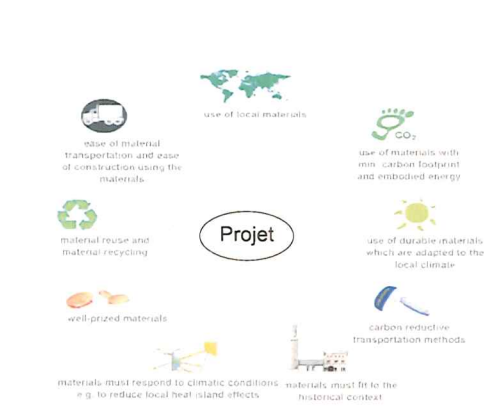 use of local materials
ease of material
transportation and ease
of construction using the
materials
CO₂
use of materials with
min. carbon footprint
and embodied energy
material reuse and
material recycling
Projet
use of durable materials
which are adapted to the
local climate
well-prized materials
carbon reductive
transportation methods
materials must respond to climatic conditions
e.g. to reduce local heat island effects
materials must fit to the
historical context